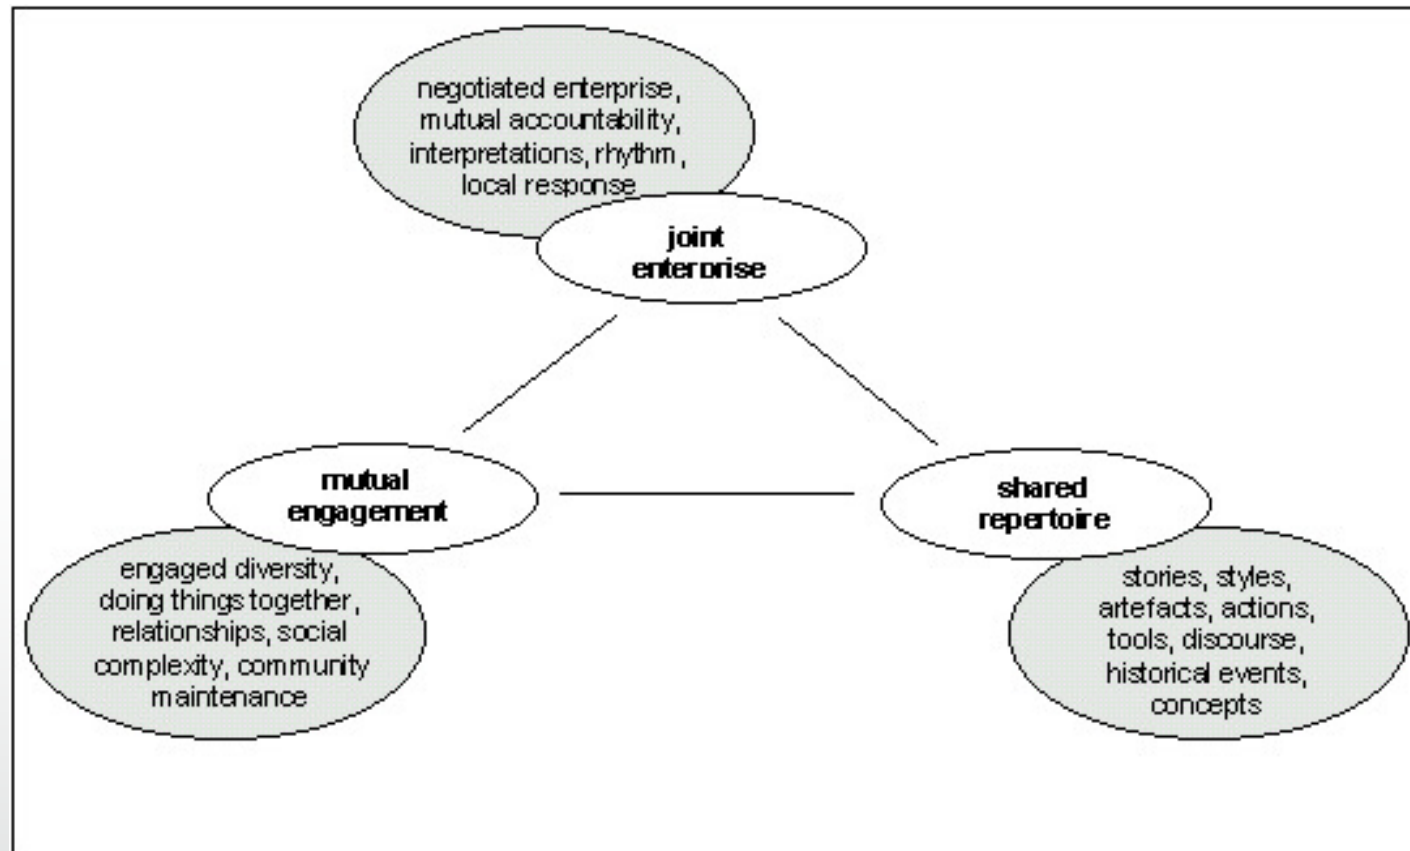 negotiated enterprise,
mutual accountability,
interpretations, rhythm,
local response
joint
enterprise
mutual
engagement
engaged diversity,
doing things together,
relationships, social
complexity, community
maintenance
shared
repertoire
stories, styles,
artefacts, actions,
tools, discourse,
historical events,
concepts